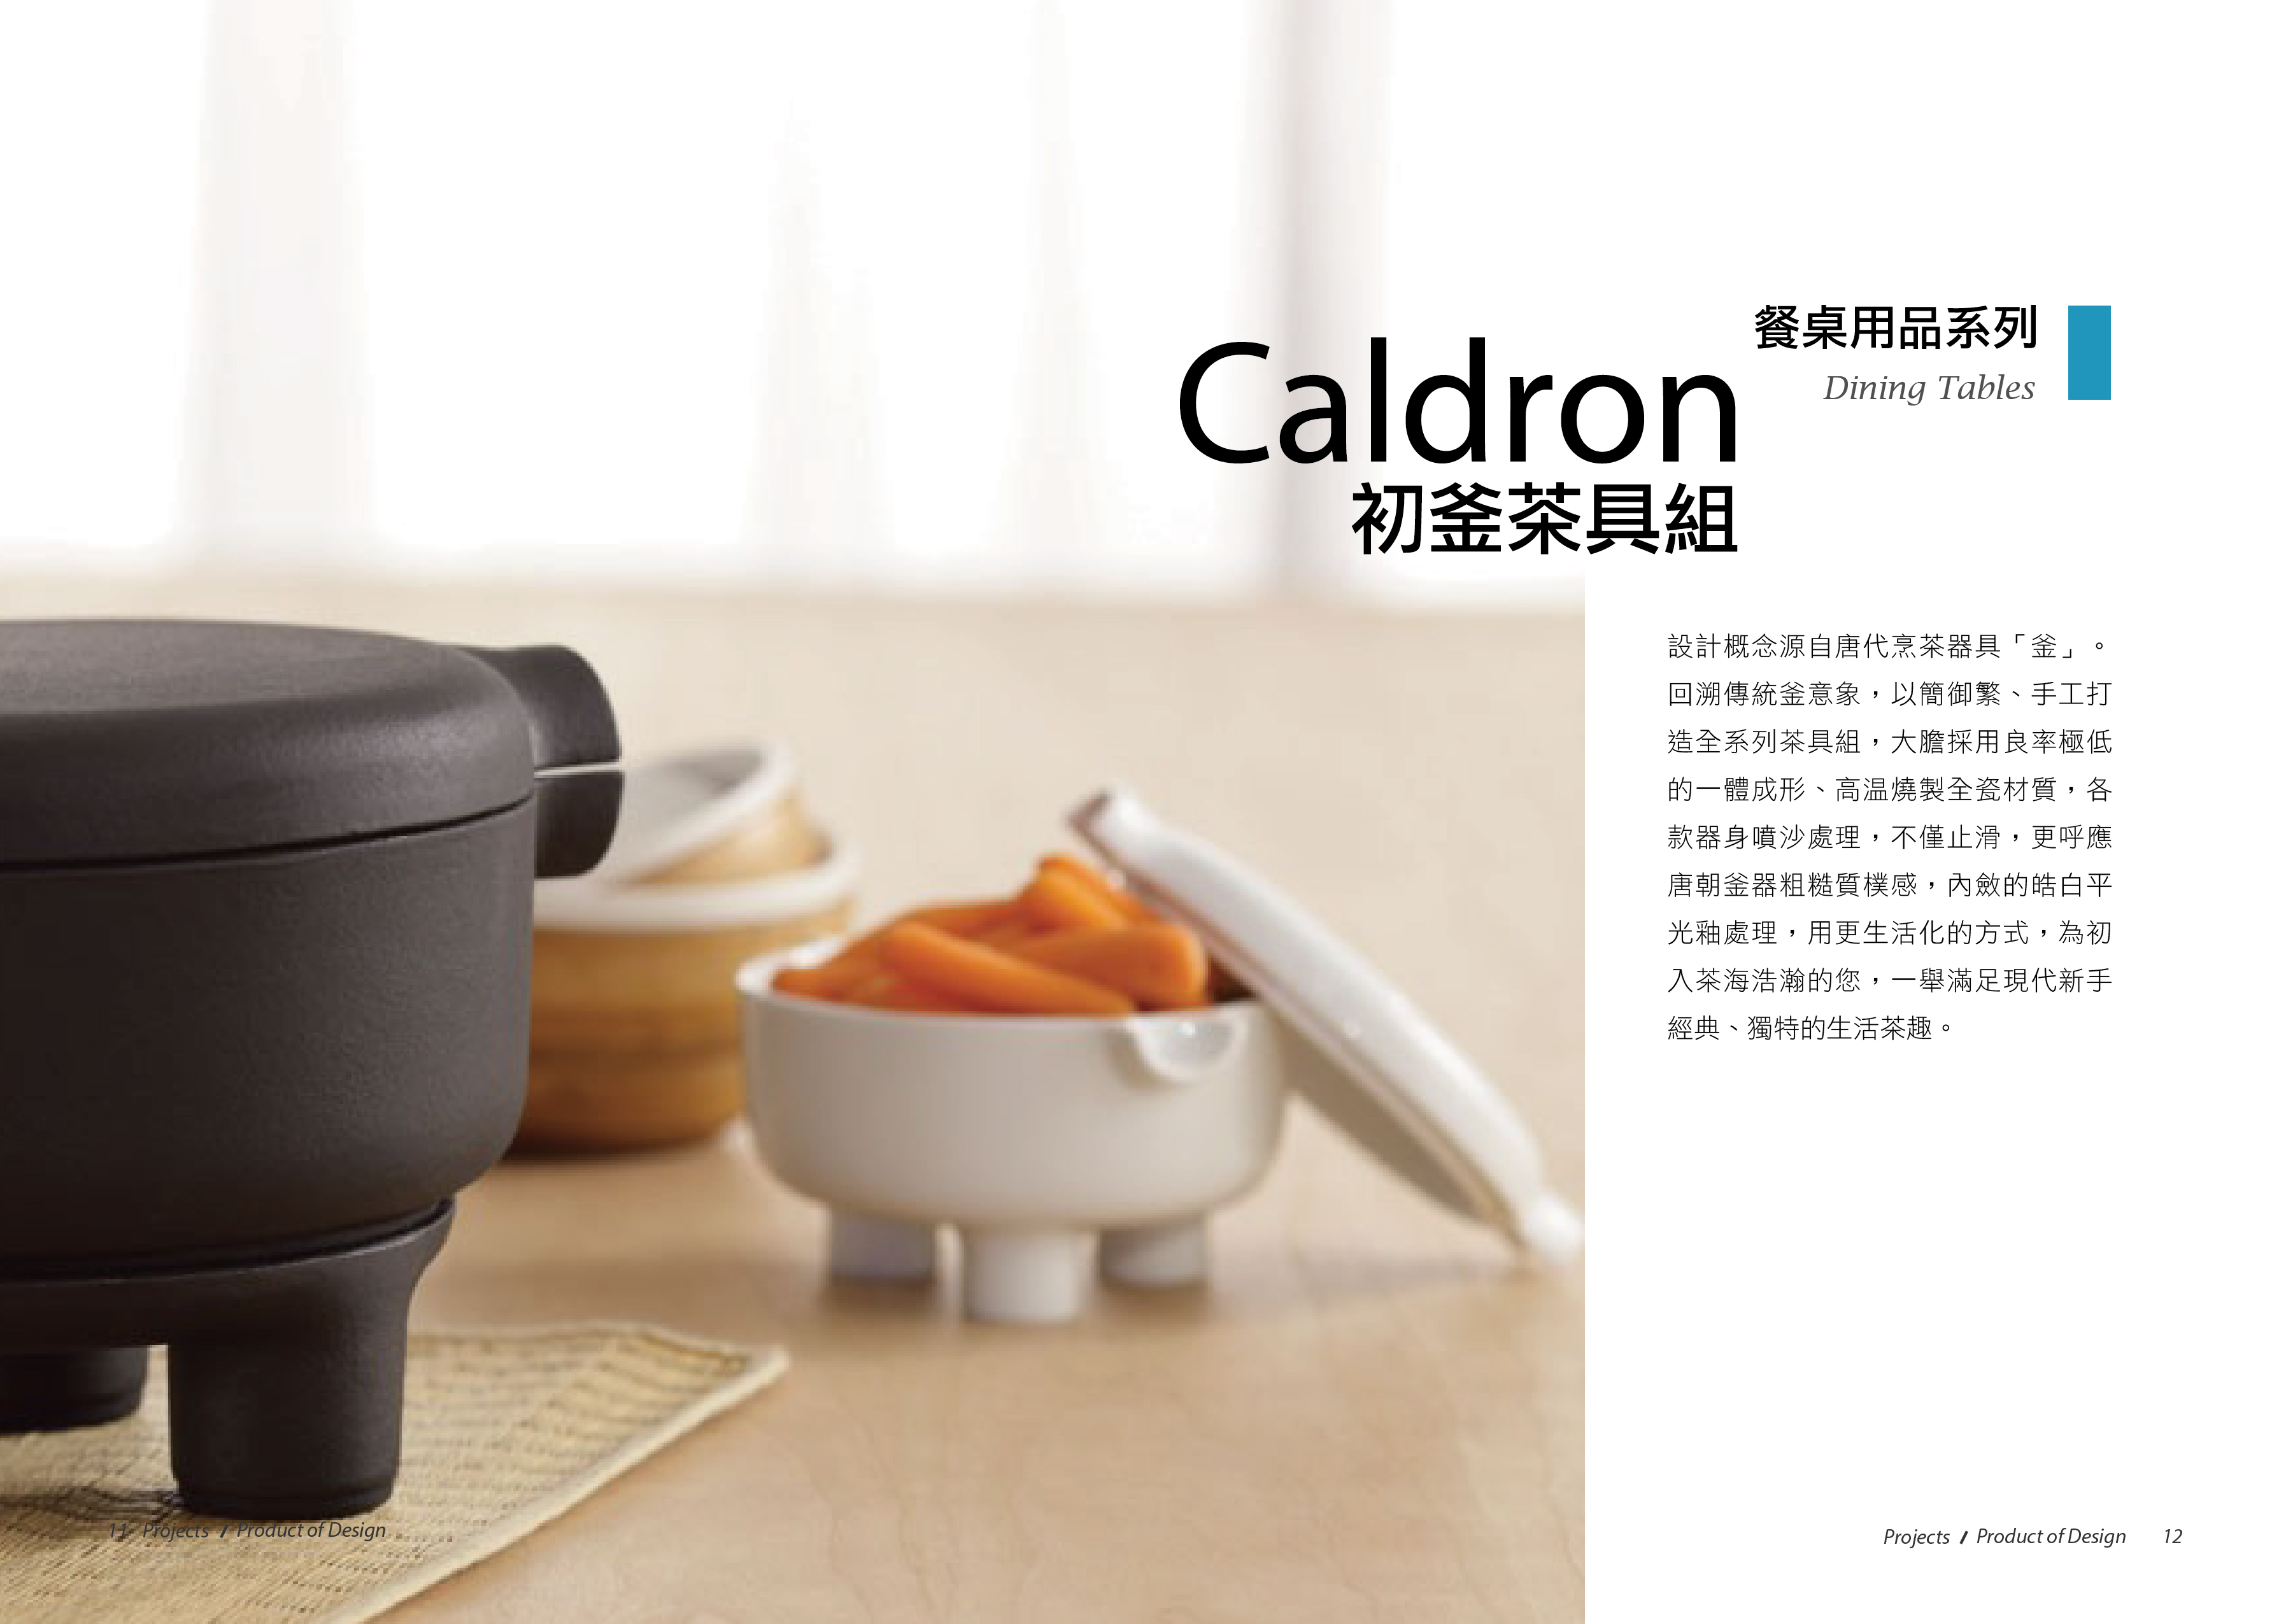 餐桌用品系列
Dining Tables
Caldron
初釜茶具組
設計概念源自唐代烹茶器具「釜」。
回溯傳統釜意象，以簡御繁、手工打
造全系列茶具組，大膽採用良率極低
的一體成形、高温燒製全瓷材質，各
款器身噴沙處理，不僅止滑，更呼應
唐朝釜器粗糙質樸感，內斂的皓白平
光釉處理，用更生活化的方式，為初
入茶海浩瀚的您，一舉滿足現代新手
經典、獨特的生活茶趣。
11 Projects / Product of Design
Projects / Product of Design 12